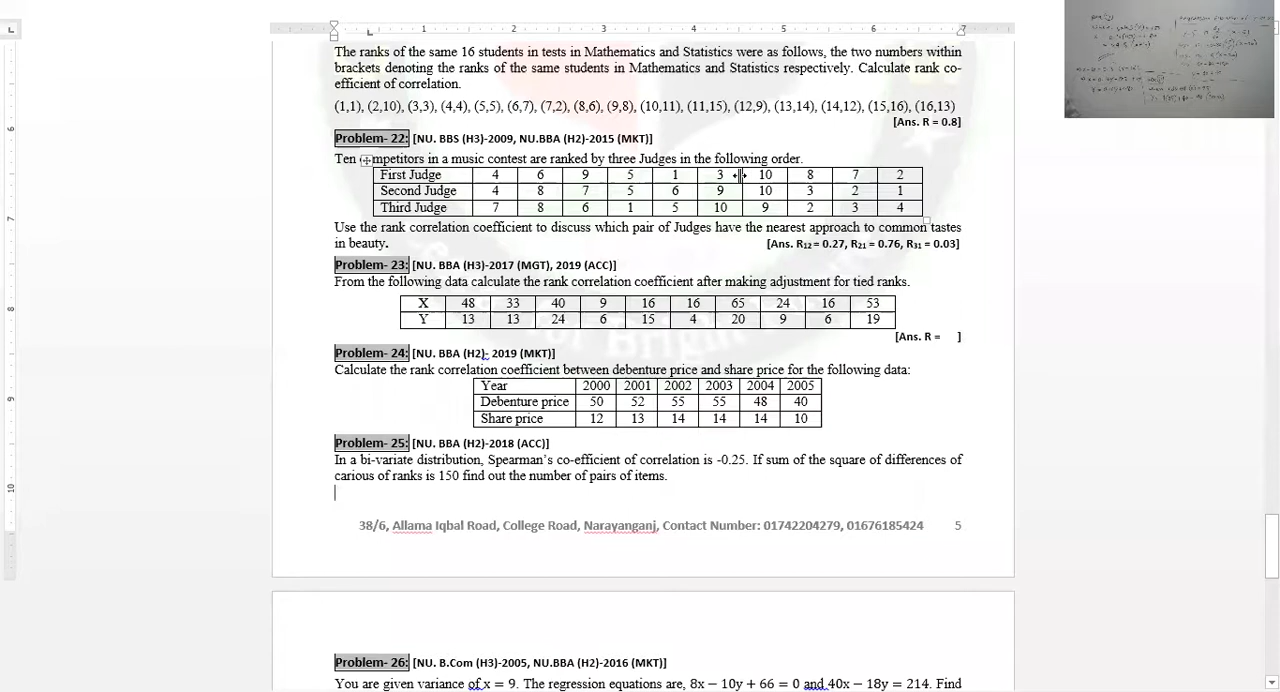 1 2 3 4 5 6 7
The ranks of the same 16 students in tests in Mathematics and Statistics were as follows, the two numbers within
brackets denoting the ranks of the same students in Mathematics and Statistics respectively. Calculate rank co-
efficient of correlation.
(1,1), (2,10), (3,3), (4,4), (5,5), (6,7), (7,2), (8,6), (9,8), (10,11), (11,15), (12,9), (13,14), (14,12), (15,16), (16,13)
[Ans. R = 0.8]
Problem- 22: [NU. BBS (H3)-2009, NU.BBA (H2)-2015 (MKT)]
Ten competitors in a music contest are ranked by three Judges in the following order.
First Judge 4 6 9 5 1 3 10 8 7 2
Second Judge 4 8 7 5 6 9 10 3 2 1
Third Judge 7 8 6 1 5 10 9 2 3 4
Use the rank correlation coefficient to discuss which pair of Judges have the nearest approach to common tastes
in beauty. [Ans. R12 = 0.27, R21 = 0.76, R31 = 0.03]
Problem- 23: [NU. BBA (H3)-2017 (MGT), 2019 (ACC)]
From the following data calculate the rank correlation coefficient after making adjustment for tied ranks.
X 48 33 40 9 16 16 65 24 16 53
Y 13 13 24 6 15 4 20 9 6 19
[Ans. R = ]
Problem- 24: [NU. BBA (H2)- 2019 (MKT)]
Calculate the rank correlation coefficient between debenture price and share price for the following data:
Year 2000 2001 2002 2003 2004 2005
Debenture price 50 52 55 55 48 40
Share price 12 13 14 14 14 10
Problem- 25: [NU. BBA (H2)-2018 (ACC)]
In a bi-variate distribution, Spearman's co-efficient of correlation is -0.25. If sum of the square of differences of
carious of ranks is 150 find out the number of pairs of items.
38/6, Allama Iqbal Road, College Road, Narayanganj, Contact Number: 01742204279, 01676185424 5
Problem- 26: [NU. B.Com (H3)-2005, NU.BBA (H2)-2016 (MKT)]
You are given variance of x = 9. The regression equations are, 8x − 10y + 66 = 0 and 40x − 18y = 214. Find
6
7
8
9
10